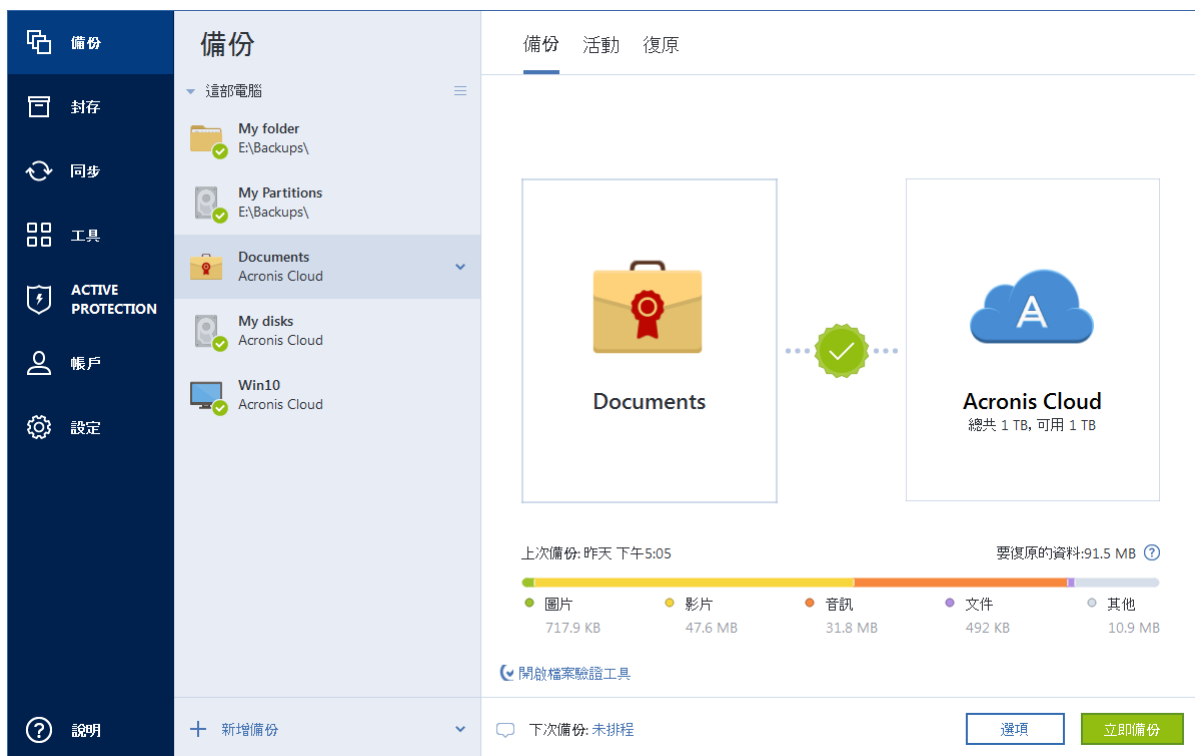 備份
封存
同步
工具
ACTIVE
PROTECTION
帳戶
設定
說明
備份
這部電腦
My folder
E:\Backups\
My Partitions
E:\Backups\
Documents
Acronis Cloud
My disks
Acronis Cloud
Win10
Acronis Cloud
新增備份
備份 活動 復原
Documents
Acronis Cloud
總共 1 TB, 可用 1 TB
上次備份: 昨天 下午5:05 要復原的資料:91.5 MB ?
圖片 影片 音訊 文件 其他
717.9 KB 47.6 MB 31.8 MB 492 KB 10.9 MB
開啟檔案驗證工具
下次備份: 未排程 選項 立即備份